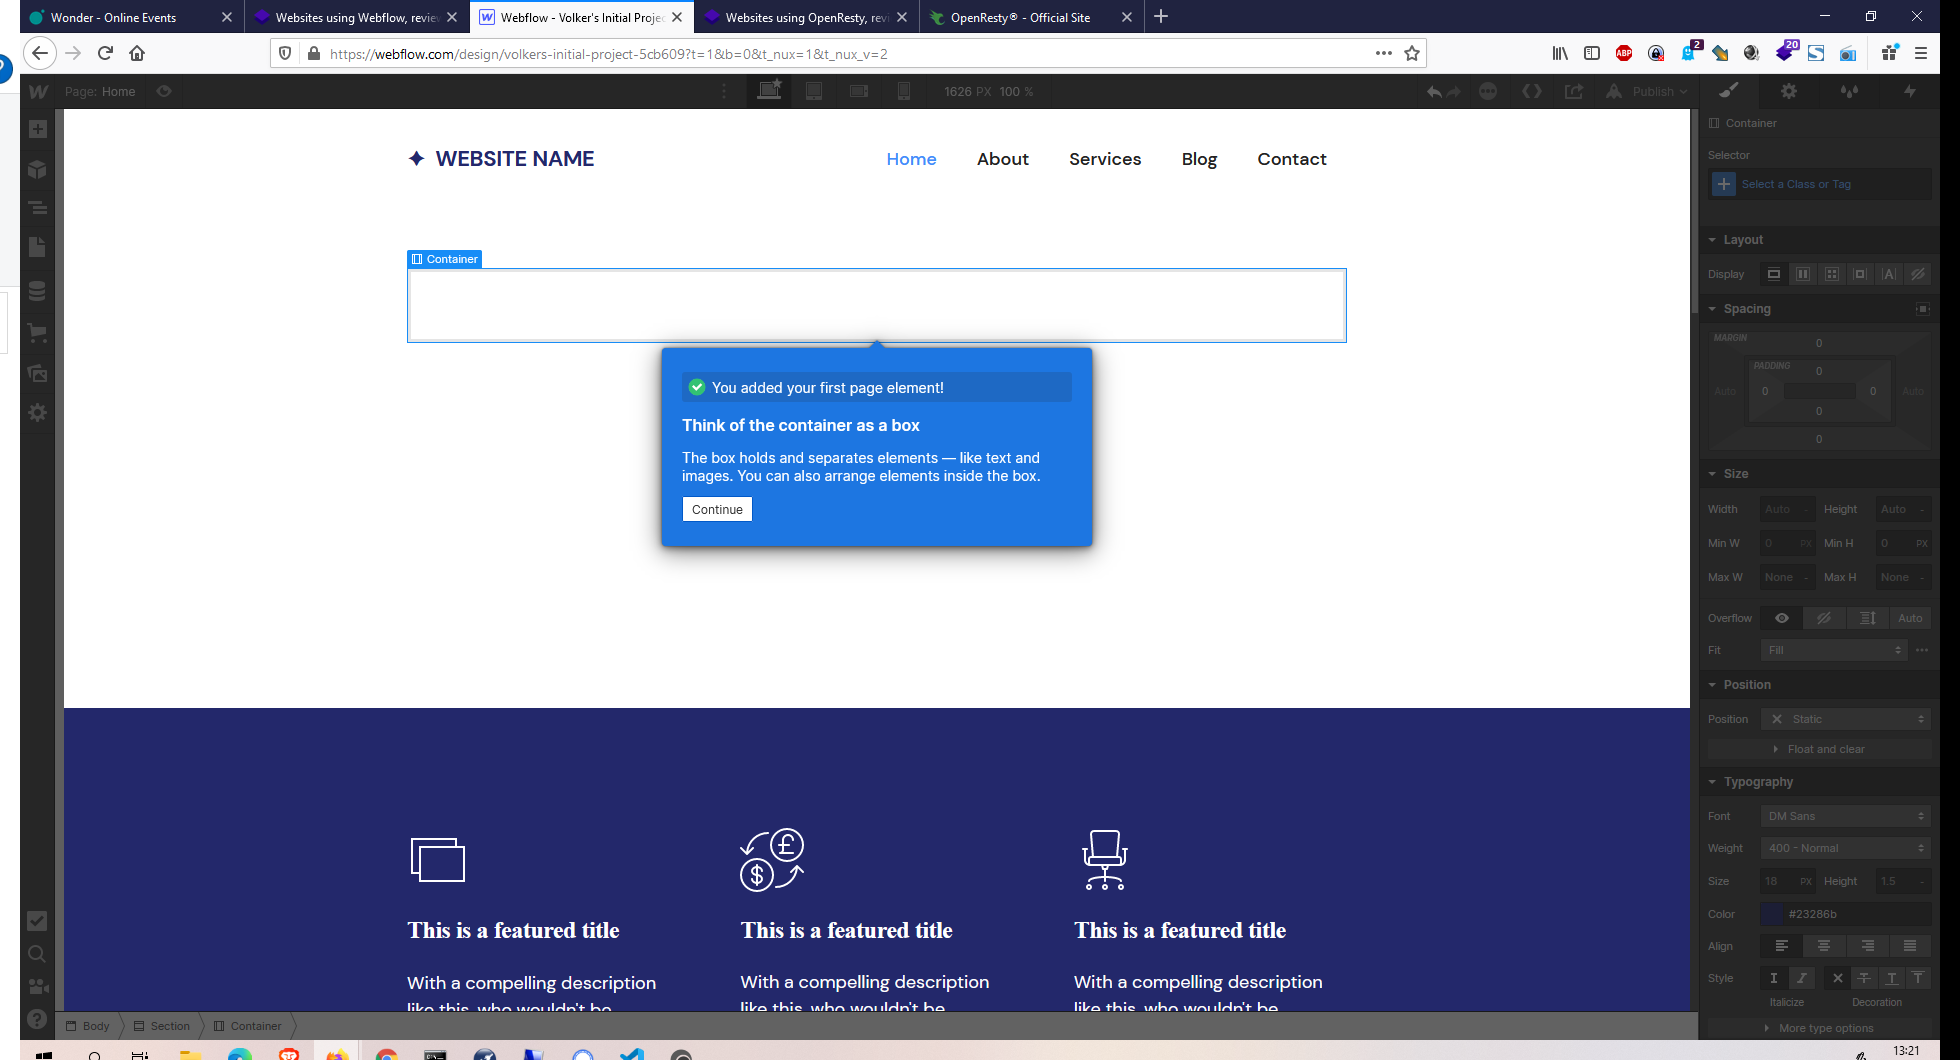 Wonder - Online Events
Websites using Webflow, review
Webflow - Volker's Initial Projec
Websites using OpenResty, revi
OpenResty® - Official Site
https://webflow.com/design/volkers-initial-project-5cb609?t=1&b=0&t_nux=1&t_nux_v=2
ABP
2
20
Page: Home
1626 PX 100 %
Publish
WEBSITE NAME
Home
About
Services
Blog
Contact
Container
You added your first page element!
Think of the container as a box
The box holds and separates elements — like text and
images. You can also arrange elements inside the box.
Continue
This is a featured title
With a compelling description
like this, who wouldn't be
This is a featured title
With a compelling description
like this, who wouldn't be
This is a featured title
With a compelling description
like this, who wouldn't be
Body
Section
Container
Container
Selector
Select a Class or Tag
Layout
Display
Spacing
MARGIN
0
PADDING
0
Auto
0
0
Auto
0
0
Size
Width Auto - Height Auto -
Min W 0 PX Min H 0 PX
Max W None - Max H None -
Overflow Auto
Fit Fill
Position
Position Static
Float and clear
Typography
Font DM Sans
Weight 400 - Normal
Size 18 PX Height 1.5 -
Color #23286b
Align
Style
Italicize Decoration
More type options
13:21